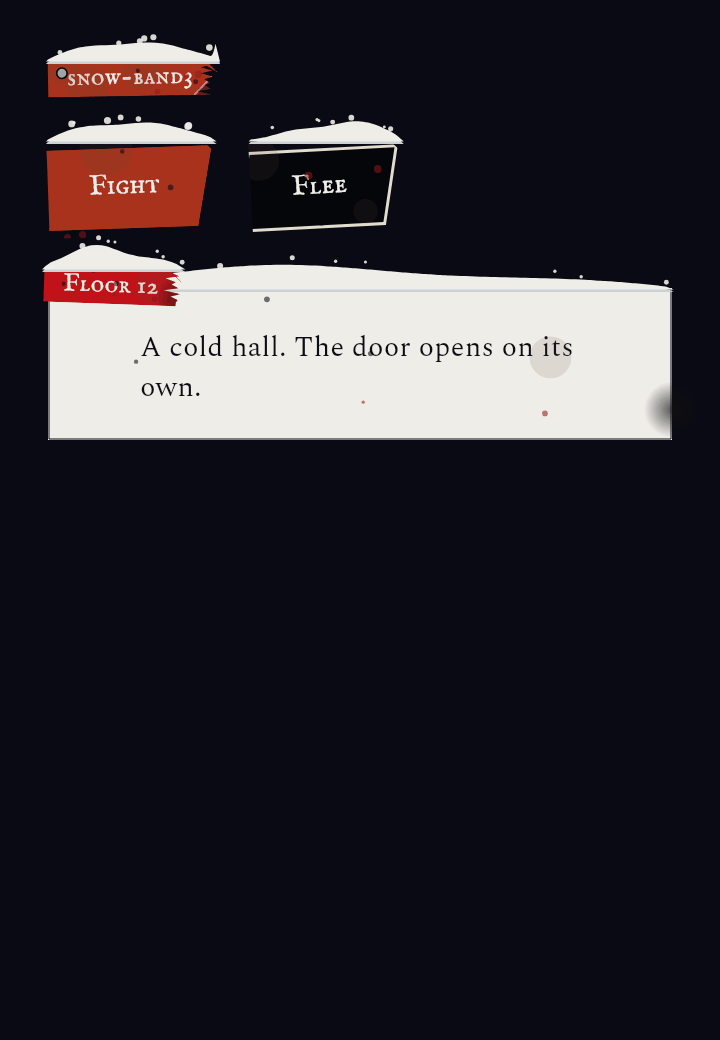 snow-band3
Fight
Flee
Floor 12
A cold hall. The door opens on its
own.